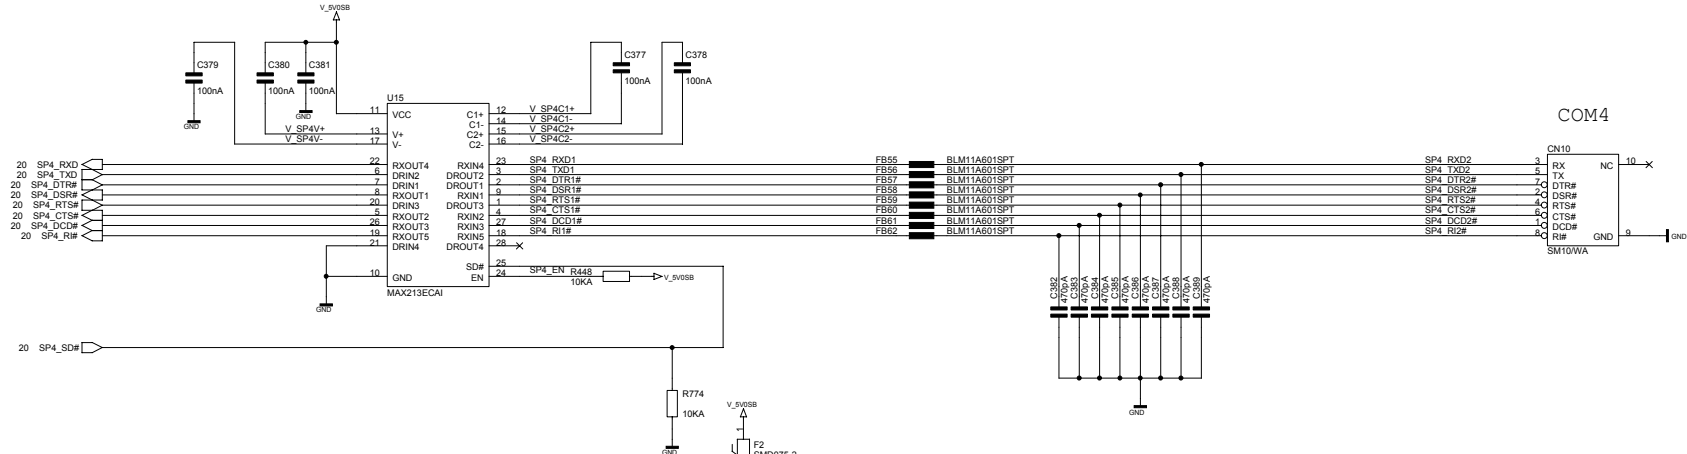 V_5V0SB
C379
100nA
C380
100nA
C381
100nA
GND
GND
C377
100nA
C378
100nA
U15
11 VCC
13 V+
17 V-
V_SP4V+
V_SP4V-
C1+ 12 V_SP4C1+
C1- 14 V_SP4C1-
C2+ 15 V_SP4C2+
C2- 16 V_SP4C2-
20 SP4_RXD 22 RXOUT4 RXIN4 23 SP4_RXD1 FB55 BLM11A601SPT SP4_RXD2 3 RX
20 SP4_TXD 6 DRIN2 DROUT2 3 SP4_TXD1 FB56 BLM11A601SPT SP4_TXD2 5 TX
20 SP4_DTR# 7 DRIN1 DROUT1 2 SP4_DTR1# FB57 BLM11A601SPT SP4_DTR2# 7 DTR#
20 SP4_DSR# 8 RXOUT1 RXIN1 9 SP4_DSR1# FB58 BLM11A601SPT SP4_DSR2# 2 DSR#
20 SP4_RTS# 20 DRIN3 DROUT3 1 SP4_RTS1# FB59 BLM11A601SPT SP4_RTS2# 4 RTS#
20 SP4_CTS# 5 RXOUT2 RXIN2 4 SP4_CTS1# FB60 BLM11A601SPT SP4_CTS2# 6 CTS#
20 SP4_DCD# 26 RXOUT3 RXIN3 27 SP4_DCD1# FB61 BLM11A601SPT SP4_DCD2# 1 DCD#
20 SP4_RI# 19 RXOUT5 RXIN5 18 SP4_RI1# FB62 BLM11A601SPT SP4_RI2# 8 RI#
21 DRIN4 DROUT4 28
SD# 25
10 GND EN 24 SP4_EN R448 10KA V_5V0SB
MAX213ECAI
GND
COM4
CN10
NC 10
GND 9 GND
SM10/WA
C382 470pA
C383 470pA
C384 470pA
C385 470pA
C386 470pA
C387 470pA
C388 470pA
C389 470pA
GND
20 SP4_SD#
R774
10KA
GND
V_5V0SB
1
F2